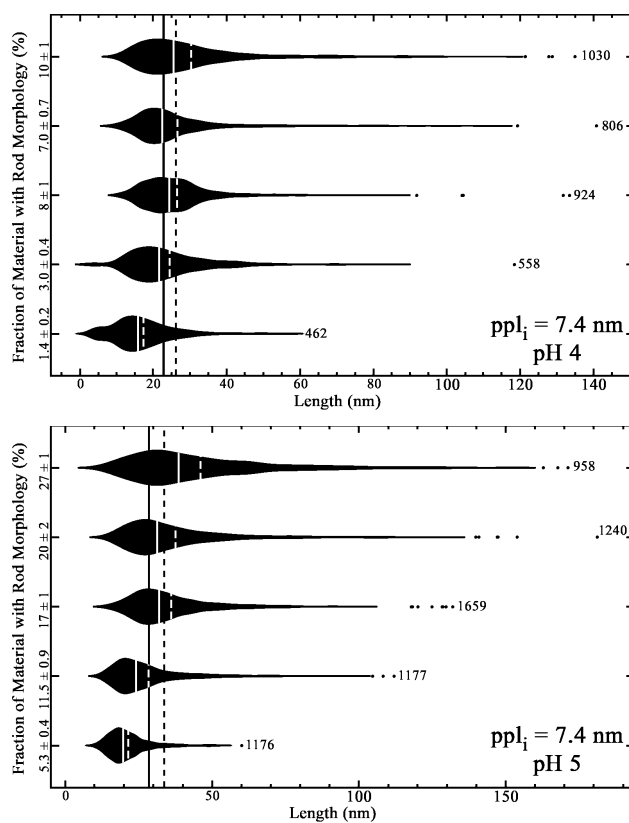 Fraction of Material with Rod Morphology (%)
10 ± 1
1030
7.0 ± 0.7
806
8 ± 1
924
3.0 ± 0.4
558
1.4 ± 0.2
462
ppli = 7.4 nm
pH 4
0 20 40 60 80 100 120 140
Length (nm)
Fraction of Material with Rod Morphology (%)
27 ± 1
958
20 ± 2
1240
17 ± 1
1659
11.5 ± 0.9
1177
5.3 ± 0.4
1176
ppli = 7.4 nm
pH 5
0 50 100 150
Length (nm)